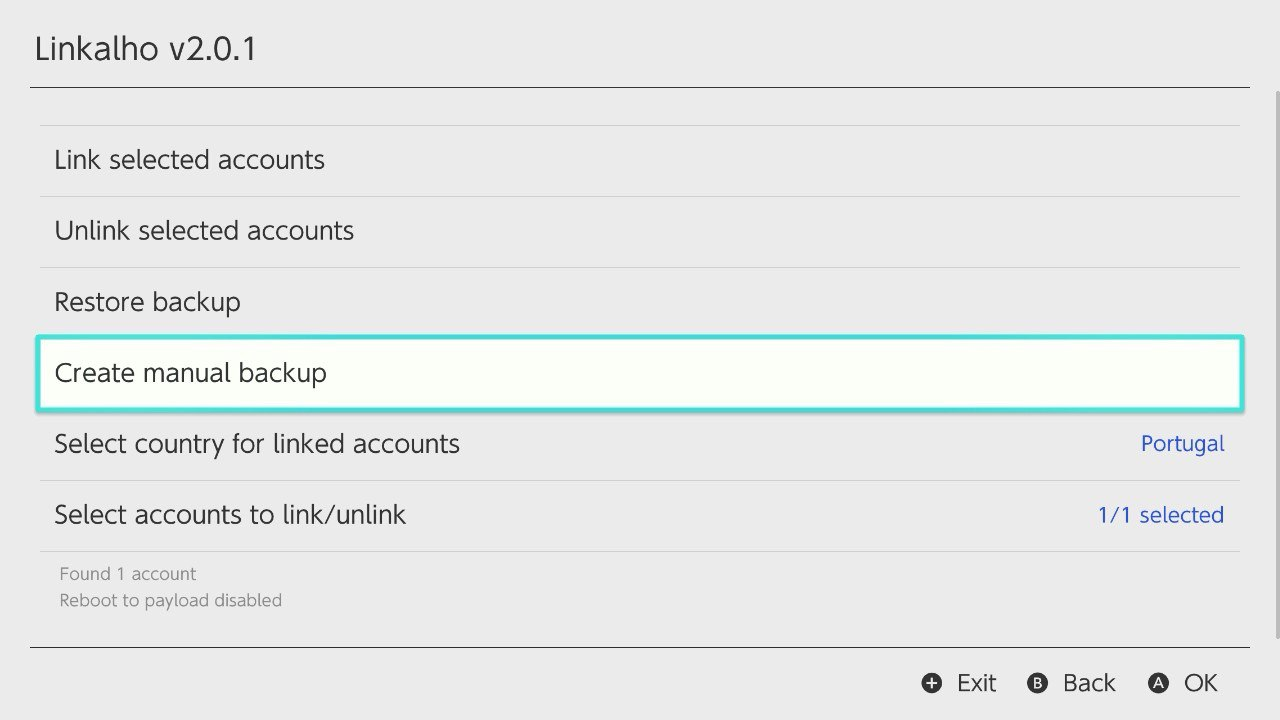 Linkalho v2.0.1
Link selected accounts
Unlink selected accounts
Restore backup
Create manual backup
Select country for linked accounts Portugal
Select accounts to link/unlink 1/1 selected
Found 1 account
Reboot to payload disabled
+ Exit B Back A OK